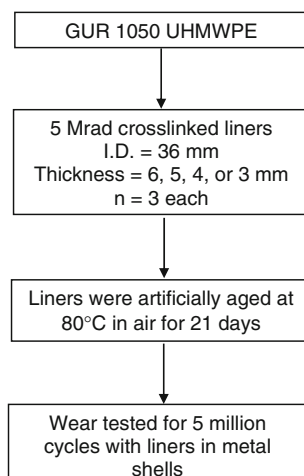 GUR 1050 UHMWPE
5 Mrad crosslinked liners
I.D. = 36 mm
Thickness = 6, 5, 4, or 3 mm
n = 3 each
Liners were artificially aged at
80°C in air for 21 days
Wear tested for 5 million
cycles with liners in metal
shells